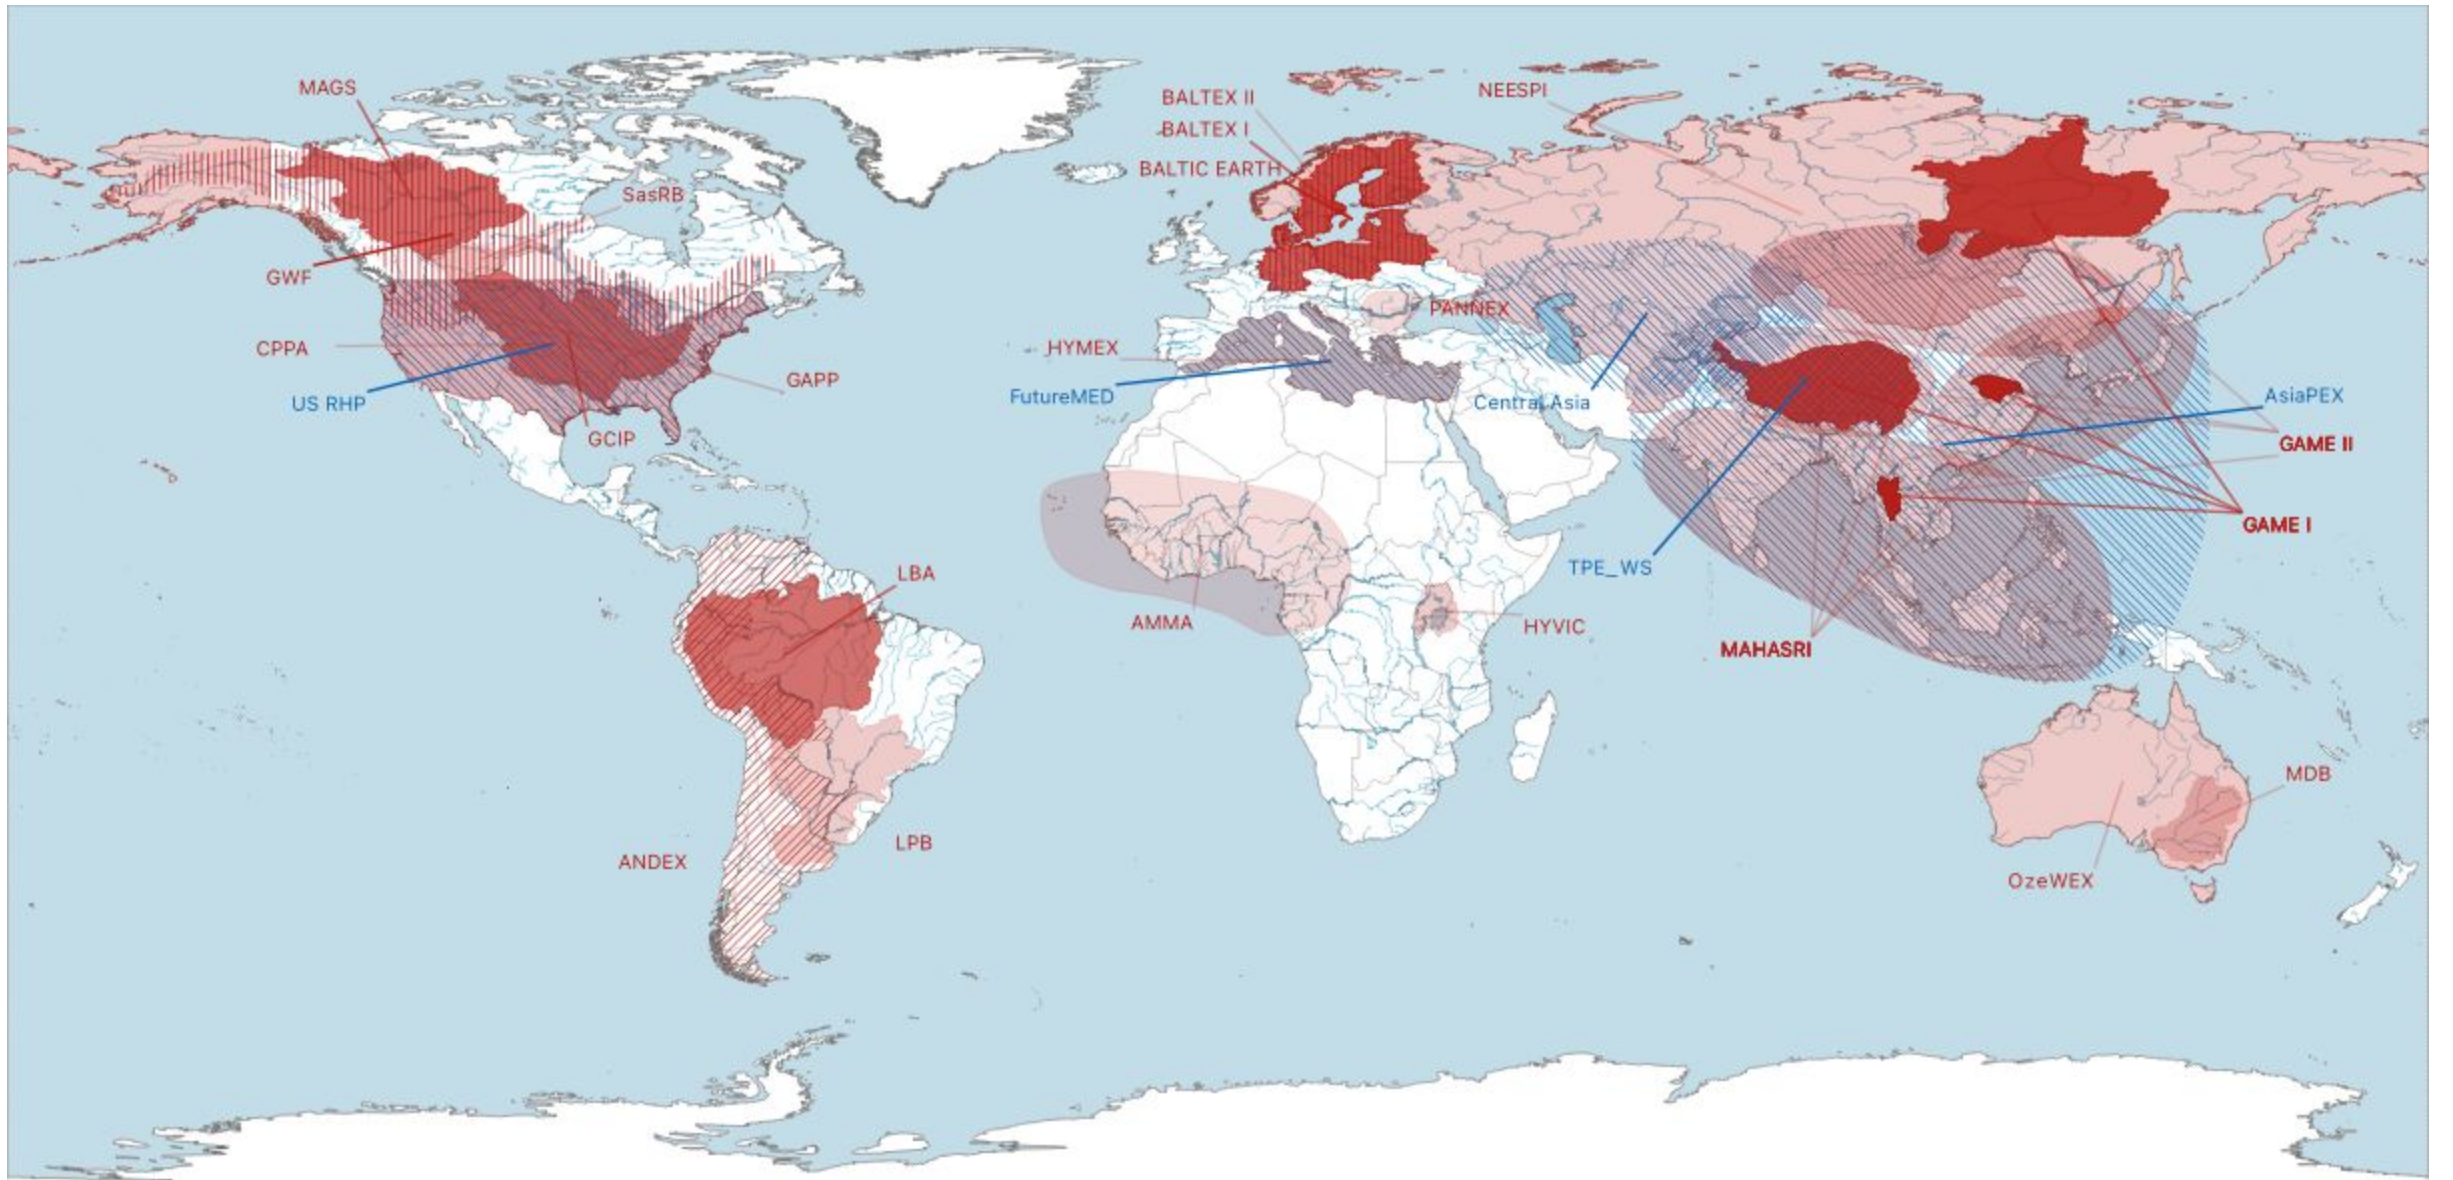 MAGS
BALTEX II
NEESPI
BALTEX I
BALTIC EARTH
SasRB
GWF
PANNEX
CPPA
HYMEX
GAPP
US RHP
FutureMED
Central Asia
AsiaPEX
GCIP
GAME II
GAME I
LBA
TPE_WS
AMMA
HYVIC
MAHASRI
MDB
LPB
ANDEX
OzeWEX